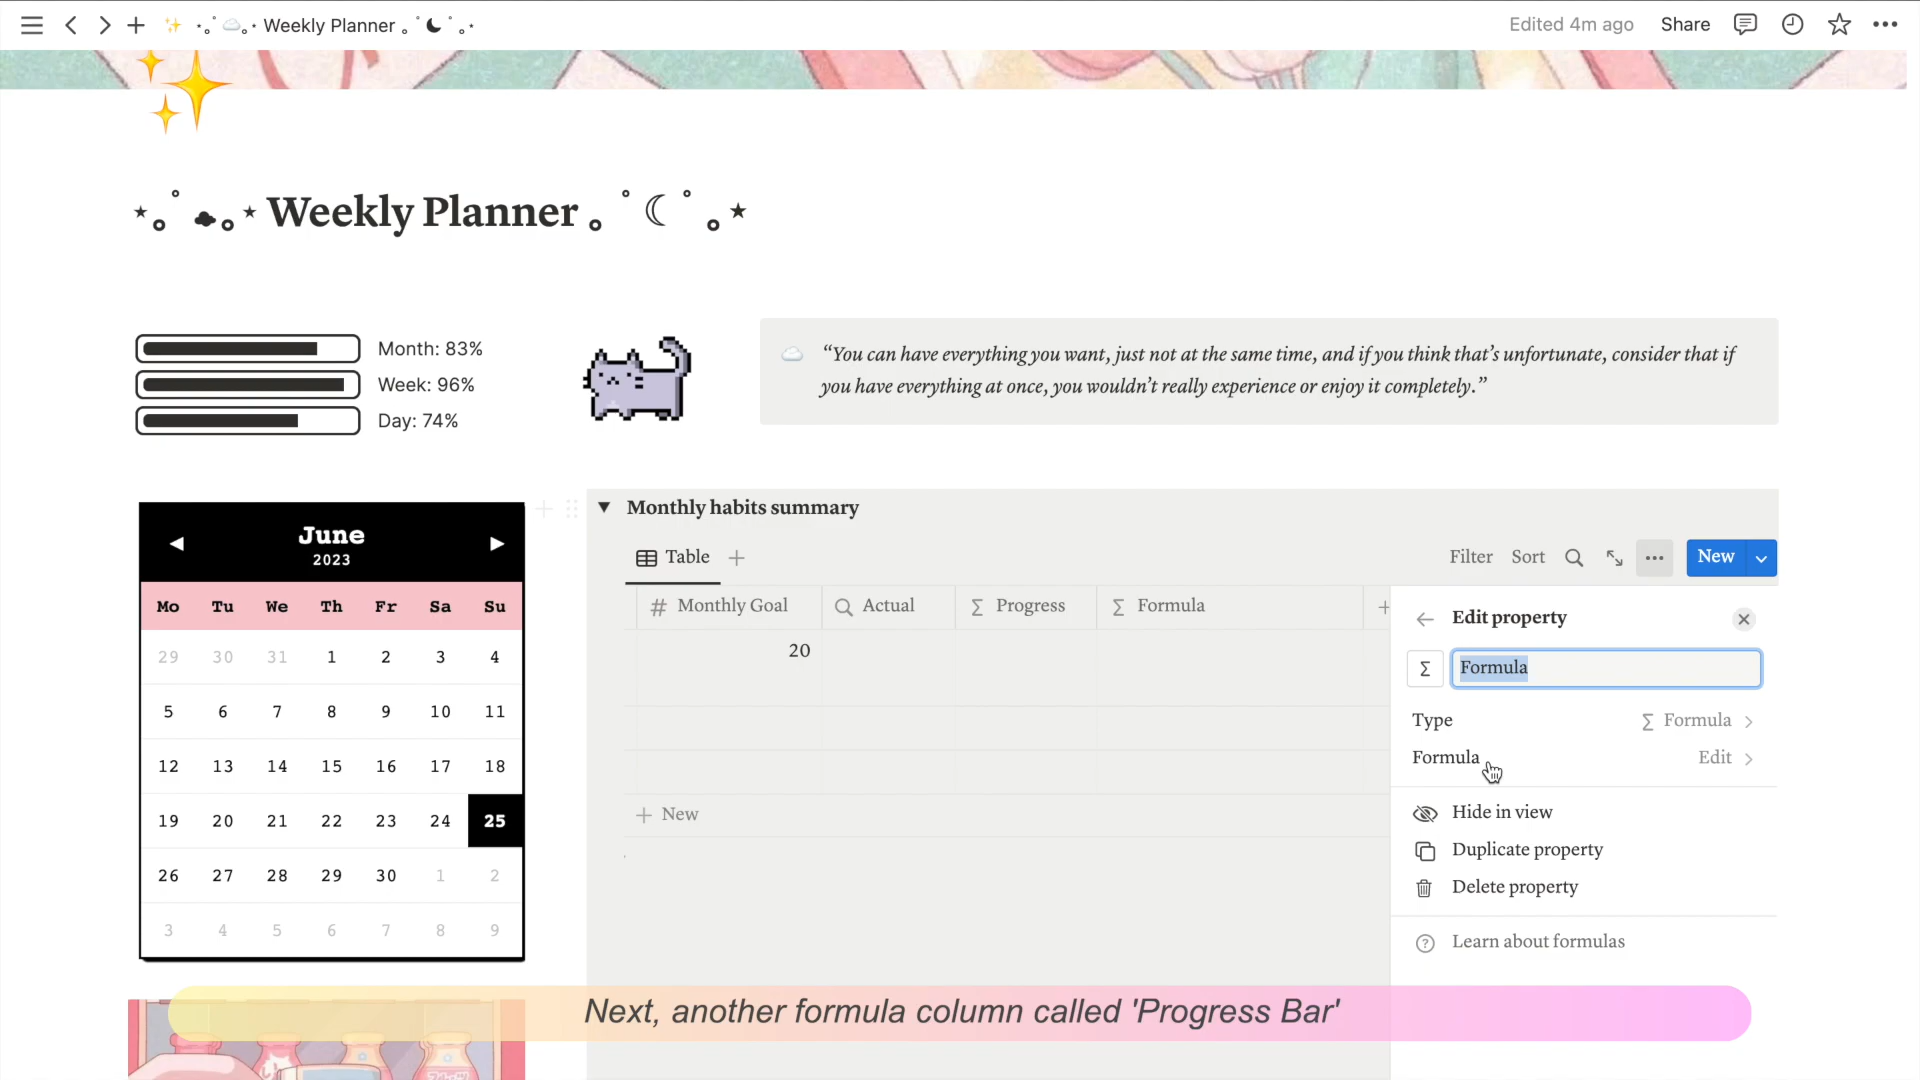 Weekly Planner
Edited 4m ago
Share
⋆｡ﾟ☁︎｡⋆ Weekly Planner ｡ ﾟ☾ ﾟ｡⋆
Month: 83%
Week: 96%
Day: 74%
“You can have everything you want, just not at the same time, and if you think that’s unfortunate, consider that if
you have everything at once, you wouldn’t really experience or enjoy it completely.”
June
2023
Mo Tu We Th Fr Sa Su
29 30 31 1 2 3 4
5 6 7 8 9 10 11
12 13 14 15 16 17 18
19 20 21 22 23 24 25
26 27 28 29 30 1 2
3 4 5 6 7 8 9
Monthly habits summary
Table
Filter Sort
New
# Monthly Goal
Actual
Σ Progress
Σ Formula
20
+ New
Edit property
Σ Formula
Type
Σ Formula
Formula
Edit
Hide in view
Duplicate property
Delete property
Learn about formulas
Next, another formula column called 'Progress Bar'